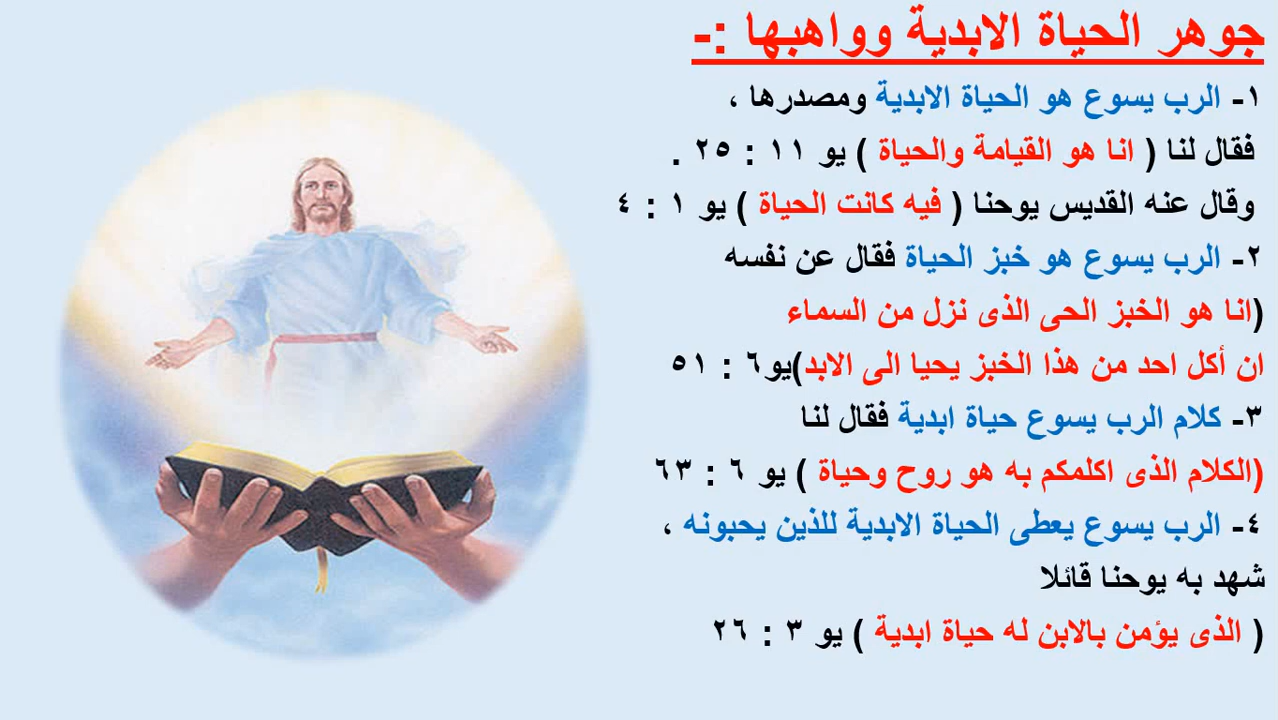 جوهر الحياة الابدية وواهبها :-
١- الرب يسوع هو الحياة الابدية ومصدرها ،
فقال لنا ( انا هو القيامة والحياة ) يو ١١ : ٢٥ .
وقال عنه القديس يوحنا ( فيه كانت الحياة ) يو ١ : ٤
٢- الرب يسوع هو خبز الحياة فقال عن نفسه
(انا هو الخبز الحى الذى نزل من السماء
ان أكل احد من هذا الخبز يحيا الى الابد)يو٦ : ٥١
٣- كلام الرب يسوع حياة ابدية فقال لنا
(الكلام الذى اكلمكم به هو روح وحياة ) يو ٦ : ٦٣
٤- الرب يسوع يعطى الحياة الابدية للذين يحبونه ،
شهد به يوحنا قائلا
( الذى يؤمن بالابن له حياة ابدية ) يو ٣ : ٢٦